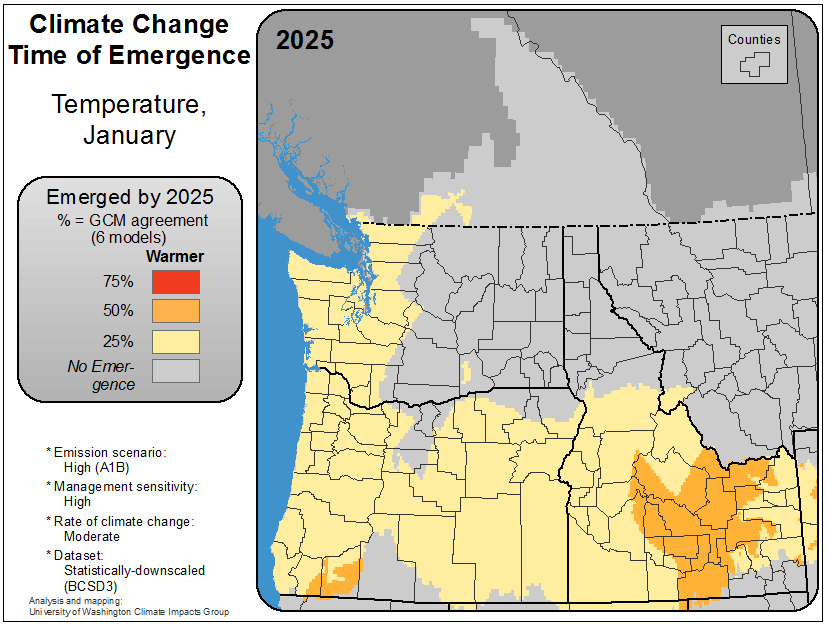 Climate Change
Time of Emergence
Temperature,
January
Emerged by 2025
% = GCM agreement
(6 models)
Warmer
75%
50%
25%
No Emer-
gence
* Emission scenario:
High (A1B)
* Management sensitivity:
High
* Rate of climate change:
Moderate
* Dataset:
Statistically-downscaled
(BCSD3)
Analysis and mapping:
University of Washington Climate Impacts Group
2025
Counties